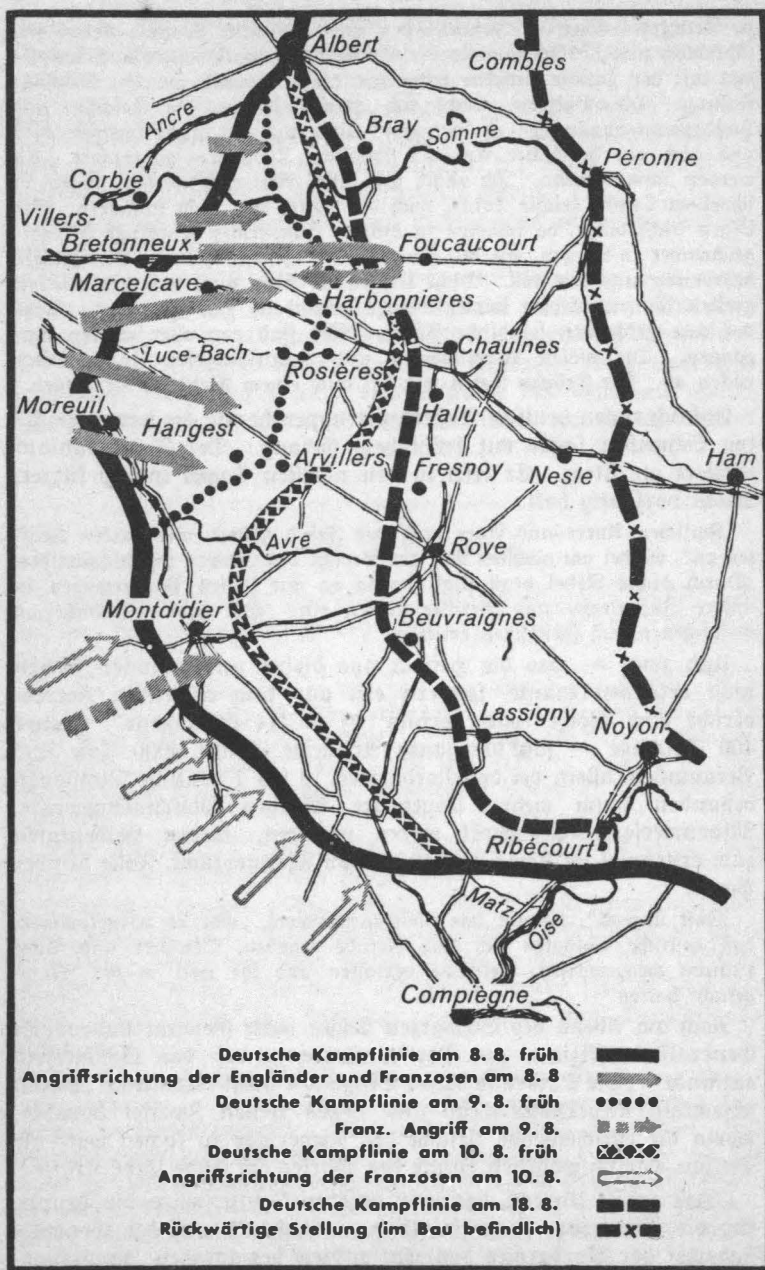 Albert
Combles
Ancre
Bray
Somme
Péronne
Corbie
Villers-
Bretonneux
Foucaucourt
Marcelcave
Harbonnieres
Luce-Bach
Rosières
Chaulnes
Moreuil
Hangest
Hallu
Arvillers
Fresnoy
Nesle
Ham
Avre
Roye
Montdidier
Beuvraignes
Lassigny
Noyon
Ribécourt
Matz
Oise
Compiègne
Deutsche Kampflinie am 8. 8. früh
Angriffsrichtung der Engländer und Franzosen am 8. 8
Deutsche Kampflinie am 9. 8. früh
Franz. Angriff am 9. 8.
Deutsche Kampflinie am 10. 8. früh
Angriffsrichtung der Franzosen am 10. 8.
Deutsche Kampflinie am 18. 8.
Rückwärtige Stellung (im Bau befindlich)